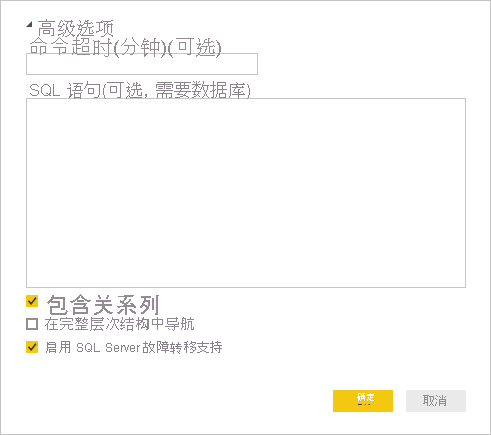 高级选项
命令超时(分钟)(可选)
SQL 语句(可选, 需要数据库)
包含关系列
在完整层次结构中导航
启用 SQL Server 故障转移支持
确定
取消